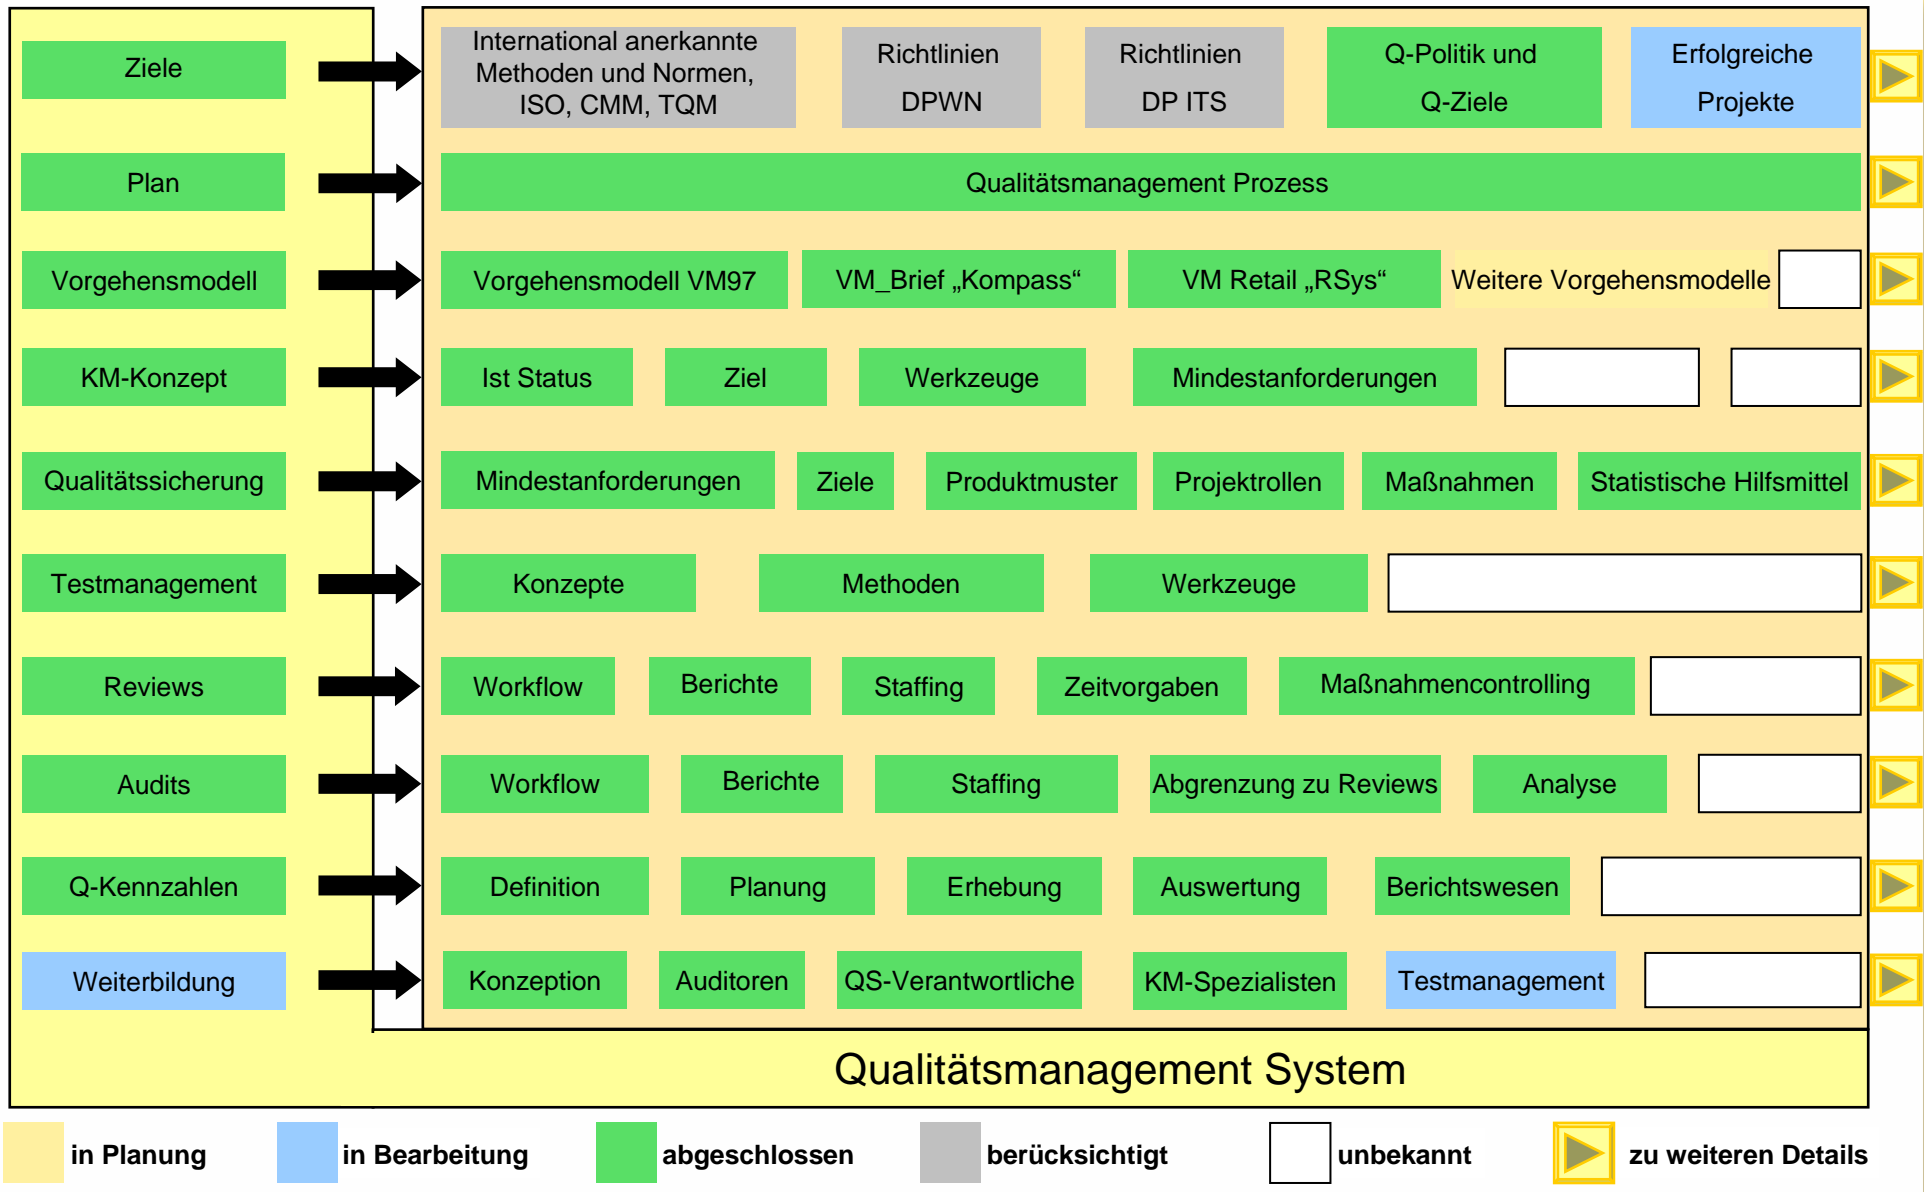 Ziele
International anerkannte
Methoden und Normen,
ISO, CMM, TQM
Richtlinien
DPWN
Richtlinien
DP ITS
Q-Politik und
Q-Ziele
Erfolgreiche
Projekte
Plan
Qualitätsmanagement Prozess
Vorgehensmodell
Vorgehensmodell VM97
VM_Brief „Kompass“
VM Retail „RSys“
Weitere Vorgehensmodelle
KM-Konzept
Ist Status
Ziel
Werkzeuge
Mindestanforderungen
Qualitätssicherung
Mindestanforderungen
Ziele
Produktmuster
Projektrollen
Maßnahmen
Statistische Hilfsmittel
Testmanagement
Konzepte
Methoden
Werkzeuge
Reviews
Workflow
Berichte
Staffing
Zeitvorgaben
Maßnahmencontrolling
Audits
Workflow
Berichte
Staffing
Abgrenzung zu Reviews
Analyse
Q-Kennzahlen
Definition
Planung
Erhebung
Auswertung
Berichtswesen
Weiterbildung
Konzeption
Auditoren
QS-Verantwortliche
KM-Spezialisten
Testmanagement
Qualitätsmanagement System
in Planung
in Bearbeitung
abgeschlossen
berücksichtigt
unbekannt
zu weiteren Details